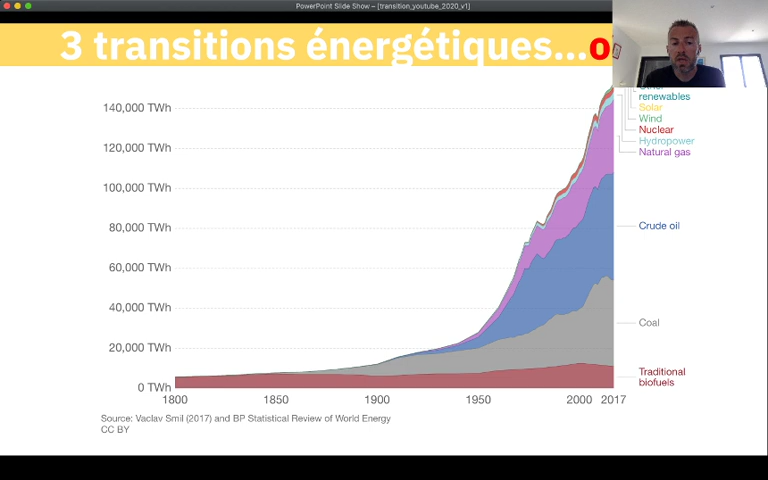 PowerPoint Slide Show – [transition_youtube_2020_v1]
3 transitions énergétiques...o
140,000 TWh
120,000 TWh
100,000 TWh
80,000 TWh
60,000 TWh
40,000 TWh
20,000 TWh
0 TWh
1800
1850
1900
1950
2000
2017
renewables
Solar
Wind
Nuclear
Hydropower
Natural gas
Crude oil
Coal
Traditional
biofuels
Source: Vaclav Smil (2017) and BP Statistical Review of World Energy
CC BY